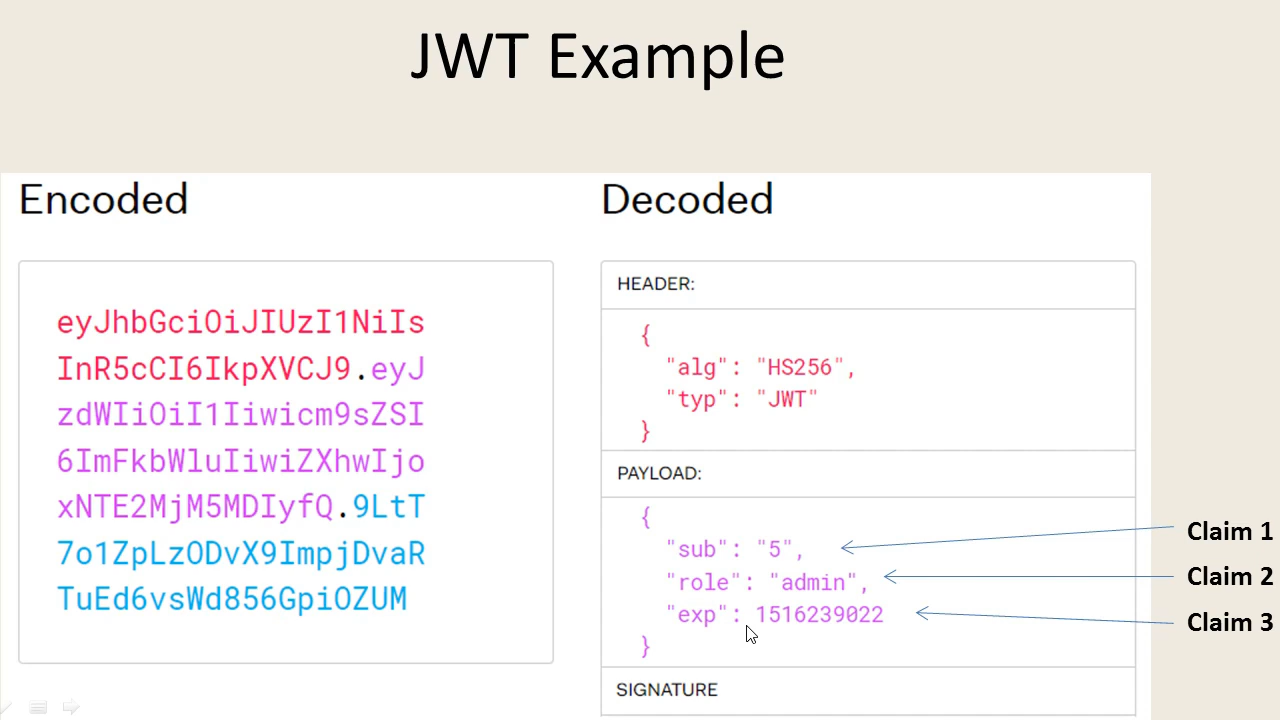 JWT Example
Encoded
eyJhbGciOiJIUzI1NiIs
InR5cCI6IkpXVCJ9.eyJ
zdWIiOiI1Iiwicm9sZSI
6ImFkbWluIiwiZXhwIjo
xNTE2MjM5MDIyfQ.9LtT
7o1ZpLzODvX9ImpjDvaR
TuEd6vsWd856GpiOZUM
Decoded
HEADER:
{
"alg": "HS256",
"typ": "JWT"
}
PAYLOAD:
{
"sub": "5",
"role": "admin",
"exp": 1516239022
}
SIGNATURE
Claim 1
Claim 2
Claim 3